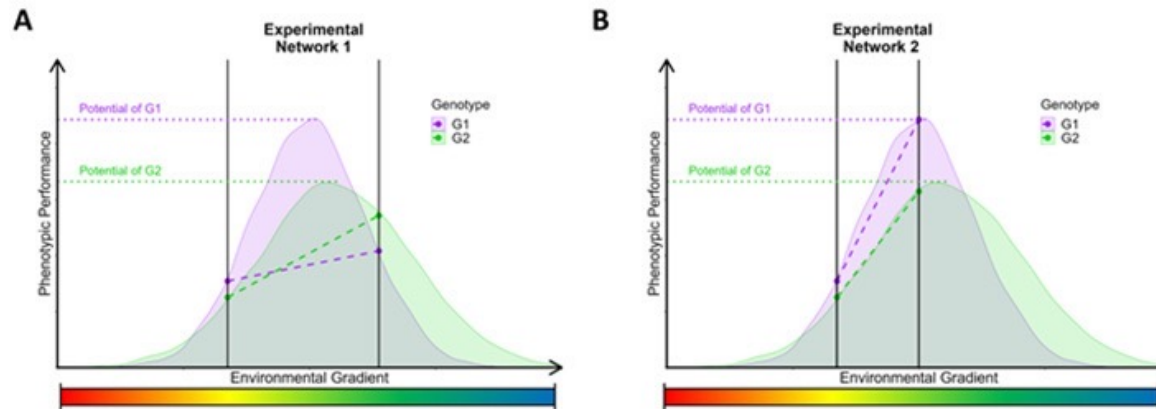 A
Experimental
Network 1
Potential of G1
Genotype
G1
G2
Potential of G2
Phenotypic Performance
Environmental Gradient
B
Experimental
Network 2
Potential of G1
Genotype
G1
G2
Potential of G2
Phenotypic Performance
Environmental Gradient